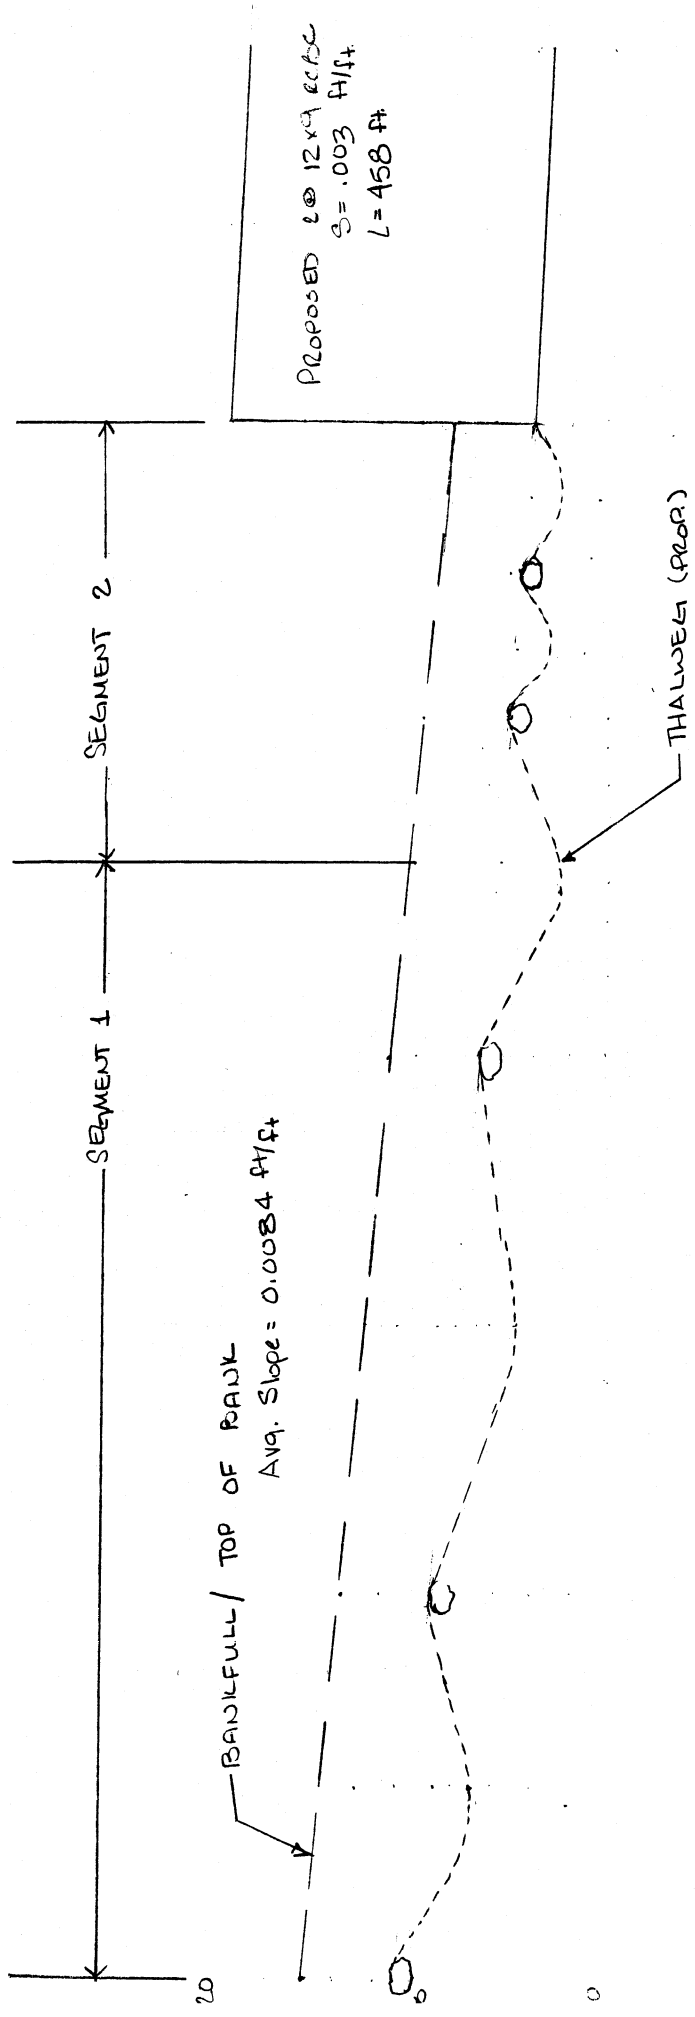 SEGMENT 1
SEGMENT 2
BANKFULL/ TOP OF BANK
Avg. Slope = 0.0084 ft/ft
PROPOSED 2@ 12x9 RCBC
S= .003 ft/ft
L= 458 ft.
THALWEG (PROP.)
20
0